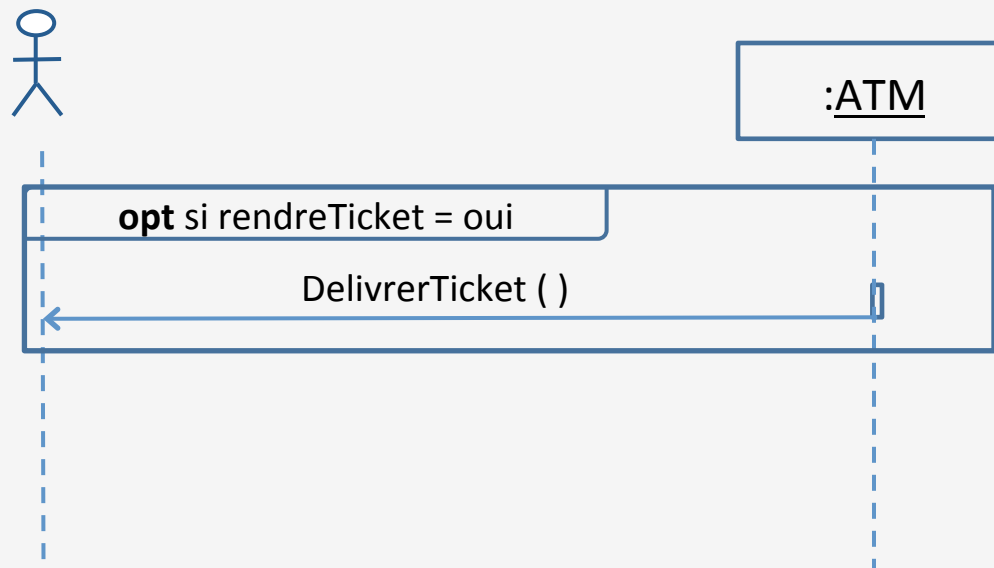 :ATM
opt si rendreTicket = oui
DelivrerTicket ( )